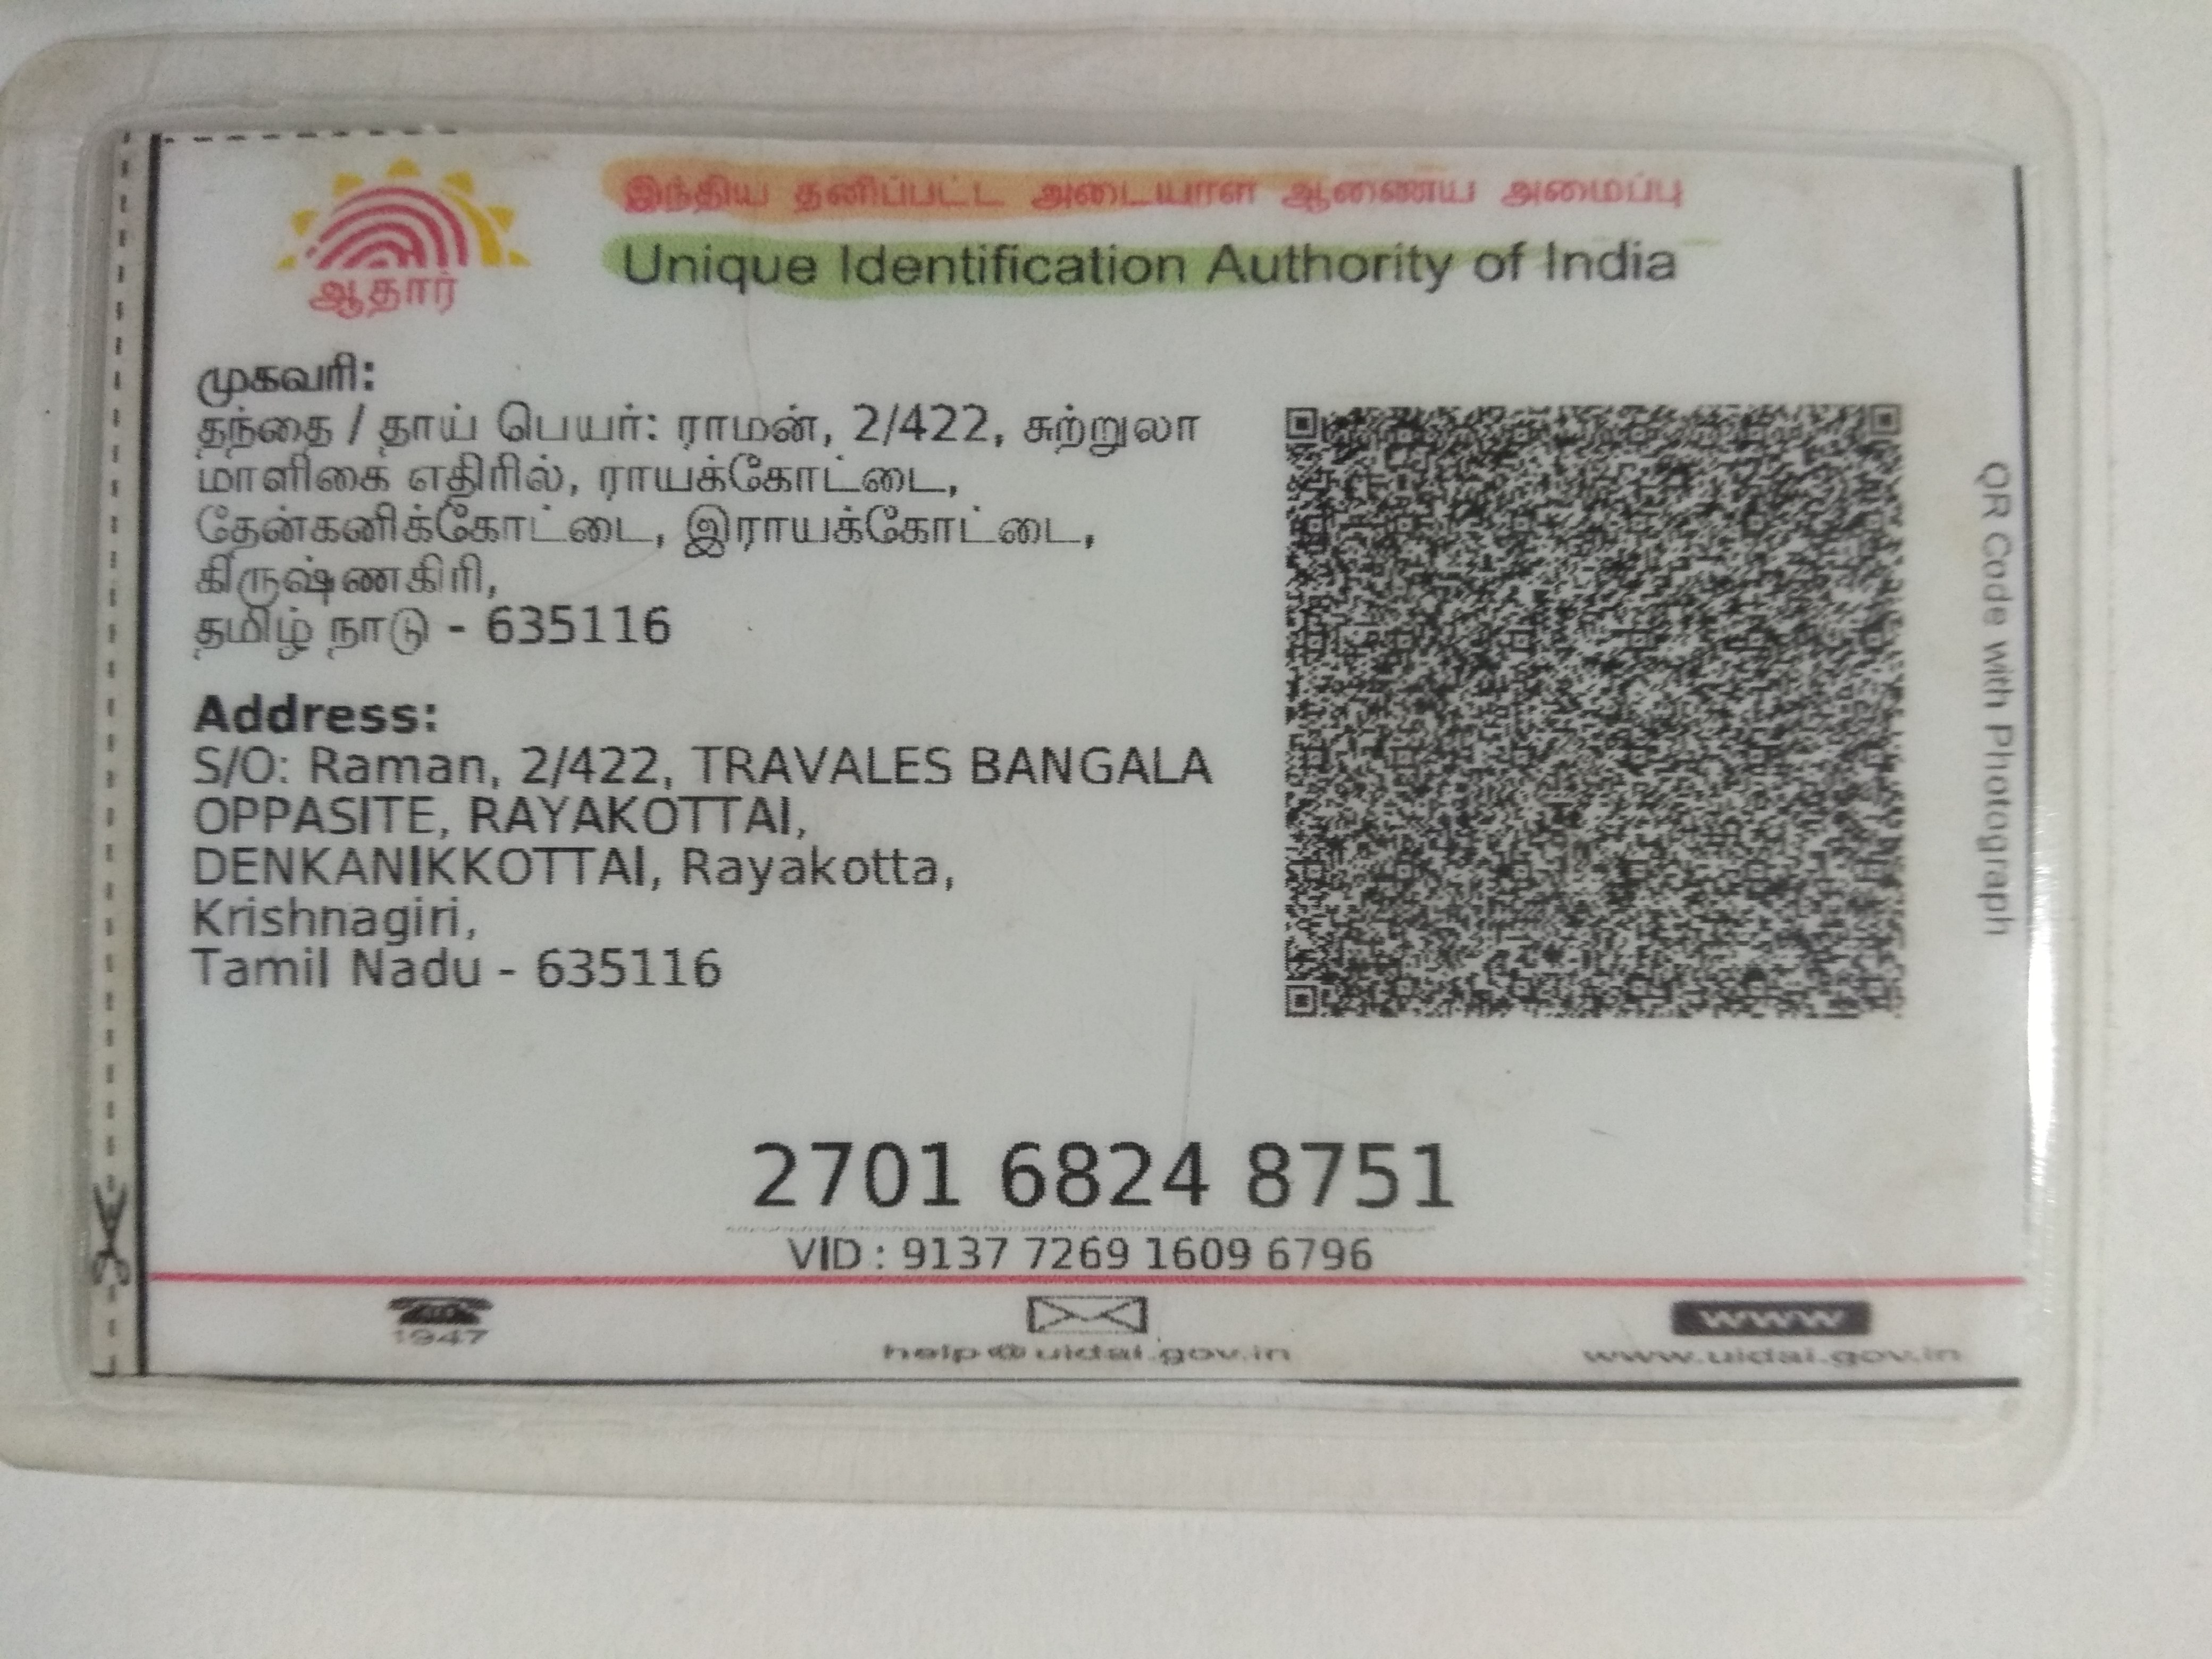 இந்திய தனிப்பட்ட அடையாள ஆணைய அமைப்பு
Unique Identification Authority of India
ஆதார்
முகவரி:
தந்தை / தாய் பெயர்: ராமன், 2/422, சுற்றுலா
மாளிகை எதிரில், ராயக்கோட்டை,
தேன்கனிக்கோட்டை, இராயக்கோட்டை,
கிருஷ்ணகிரி,
தமிழ் நாடு - 635116
Address:
S/O: Raman, 2/422, TRAVALES BANGALA
OPPASITE, RAYAKOTTAI,
DENKANIKKOTTAI, Rayakotta,
Krishnagiri,
Tamil Nadu - 635116
QR Code with Photograph
2701 6824 8751
VID : 9137 7269 1609 6796
1947
help@uidai.gov.in
www
www.uidai.gov.in